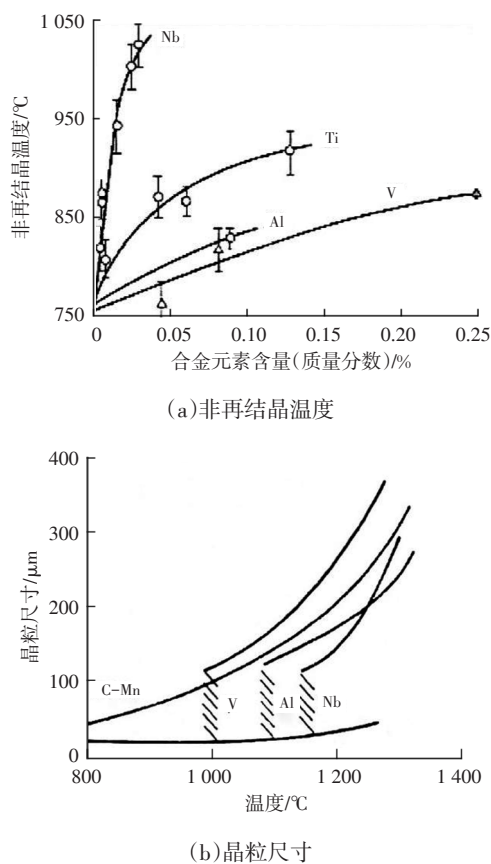 1 050
950
850
750
非再结晶温度/℃
Nb
Ti
V
Al
0
0.05
0.10
0.15
0.20
0.25
合金元素含量(质量分数)/%
(a)非再结晶温度
400
300
200
100
0
晶粒尺寸/μm
C-Mn
V
Al
Nb
800
1 000
1 200
1 400
温度/℃
(b)晶粒尺寸